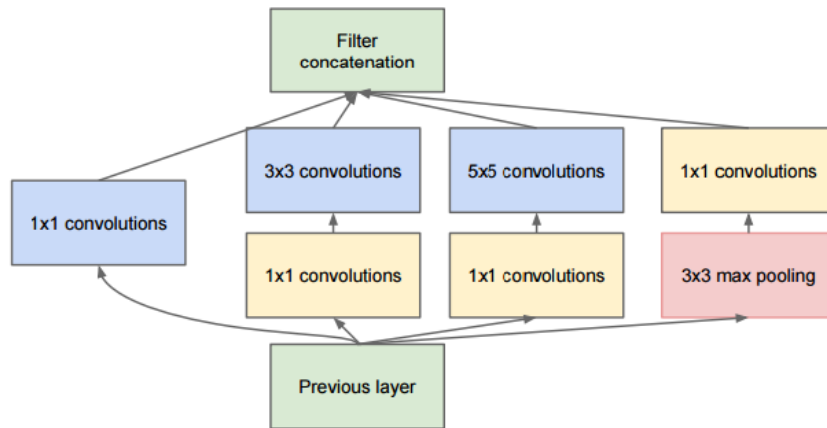 Filter
concatenation
3x3 convolutions
5x5 convolutions
1x1 convolutions
1x1 convolutions
1x1 convolutions
1x1 convolutions
3x3 max pooling
Previous layer